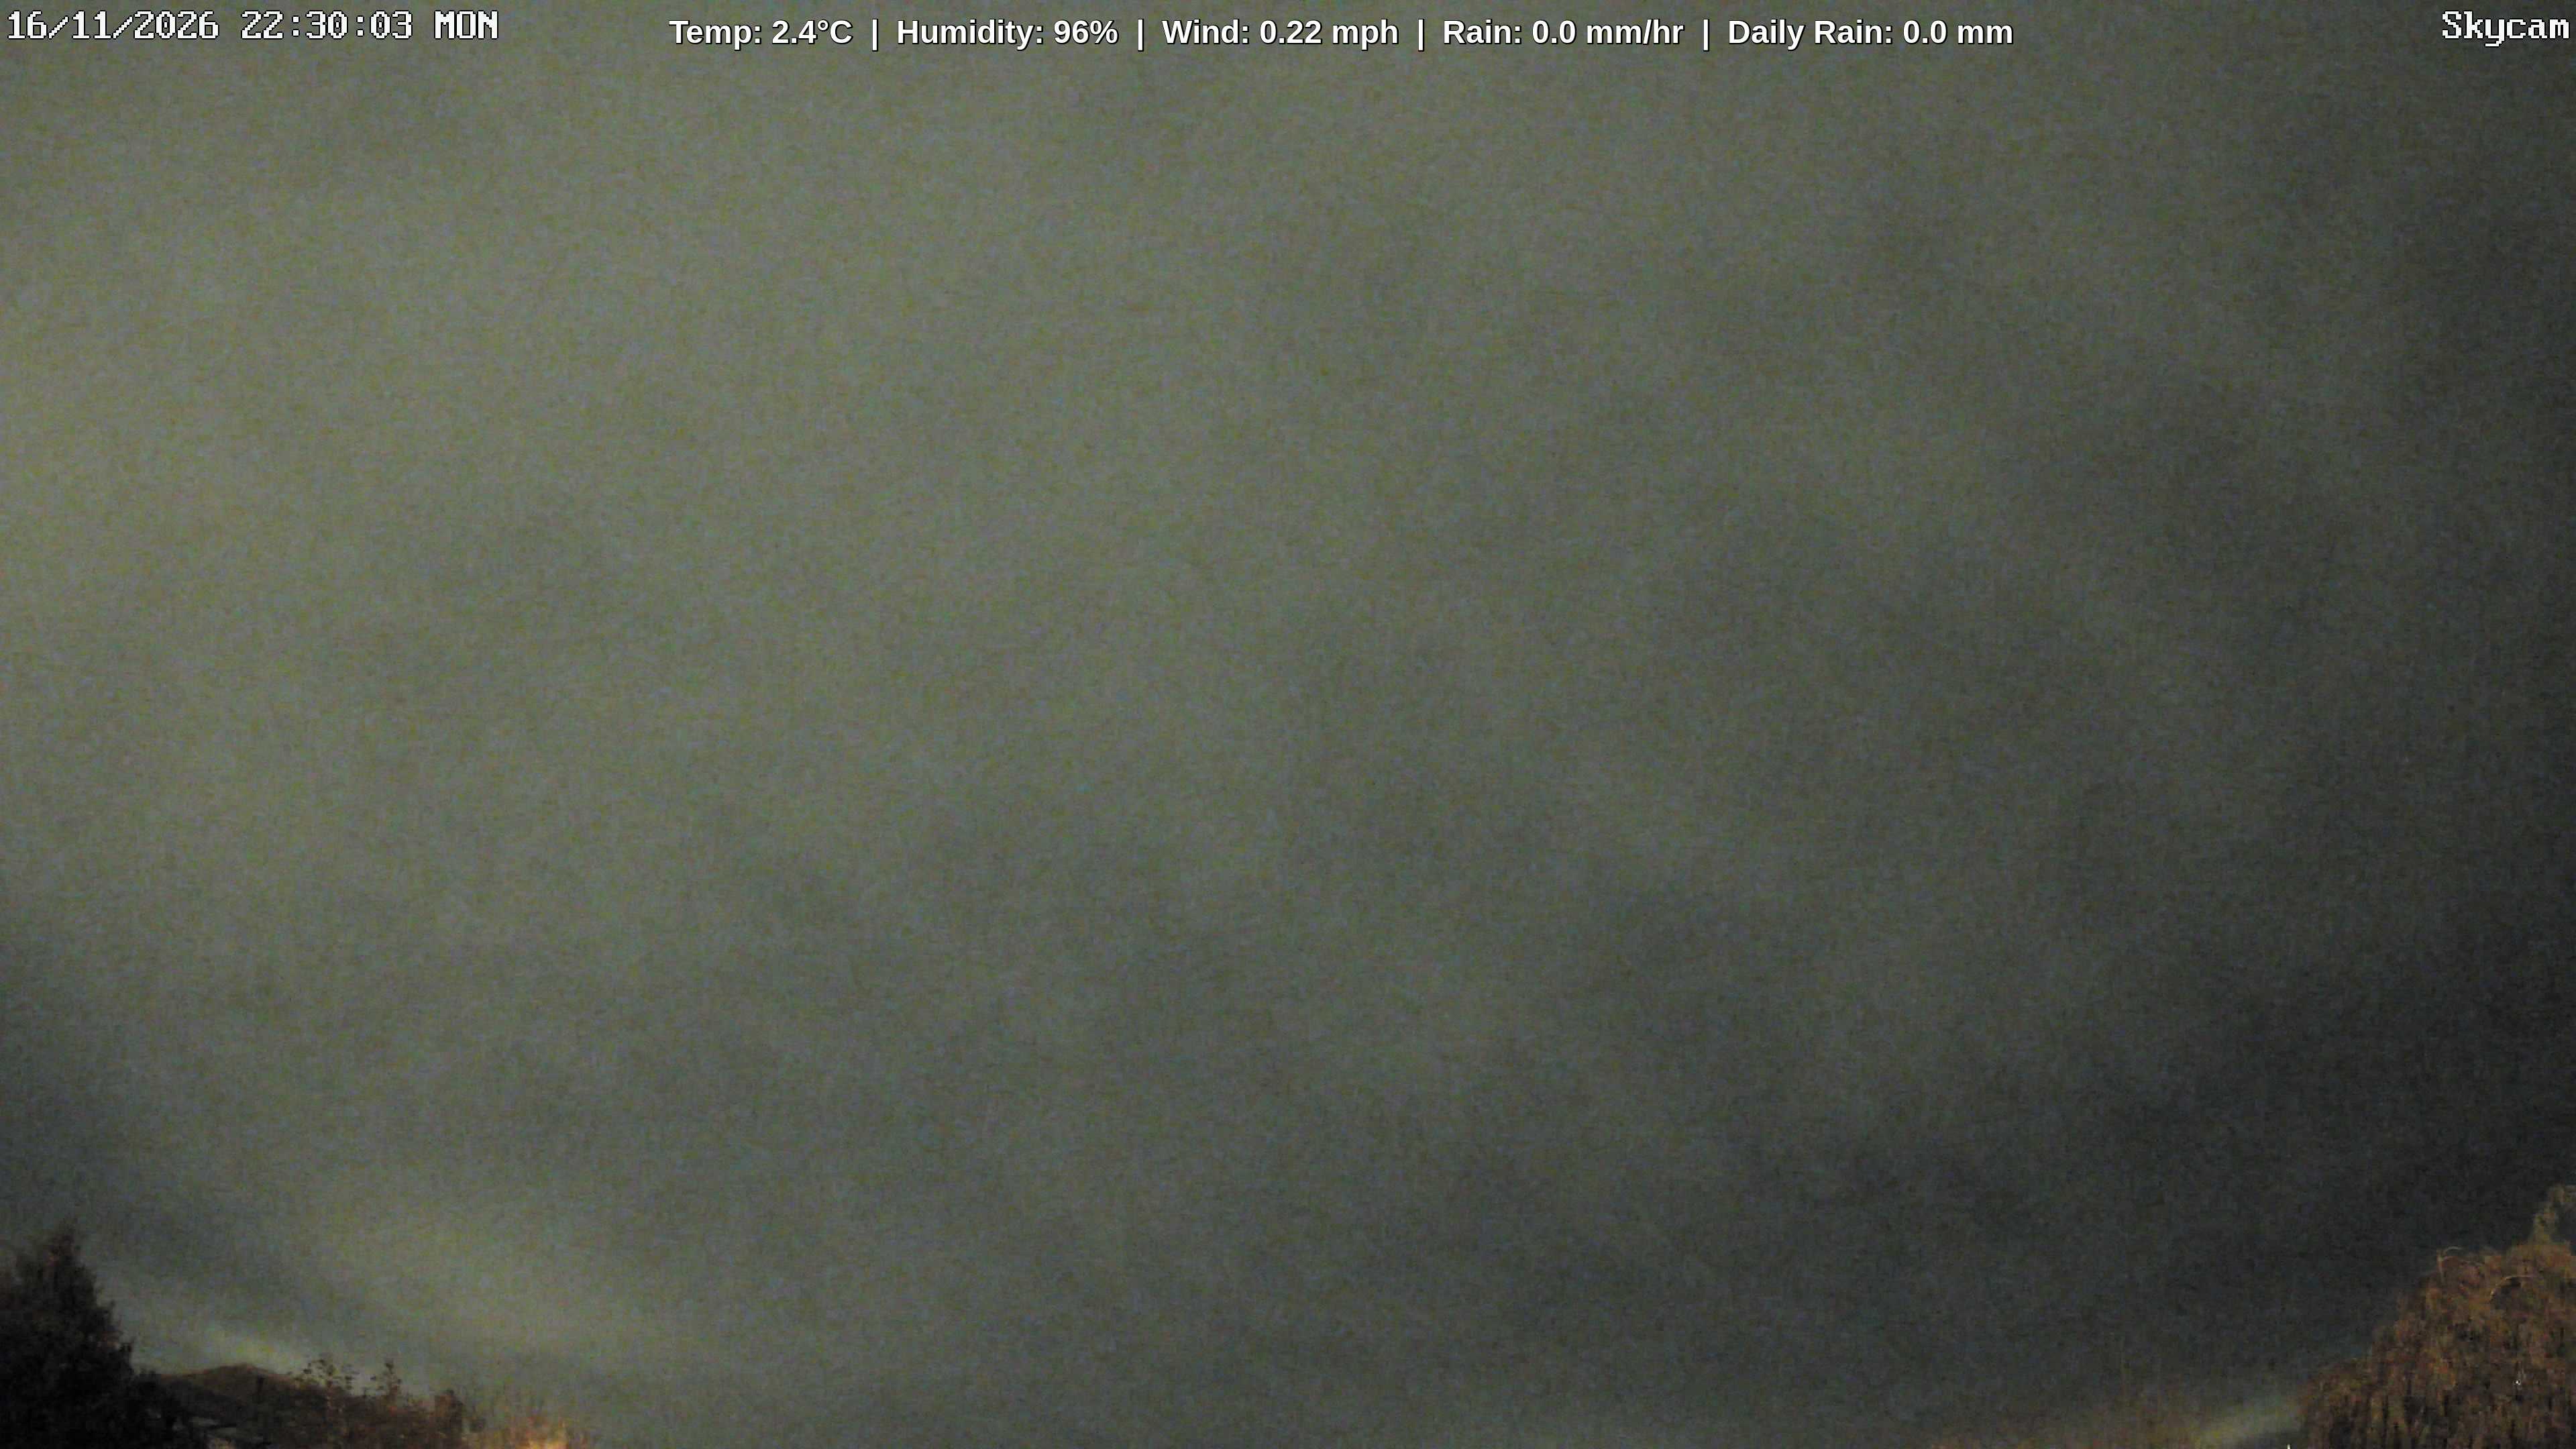 16/11/2026 22:30:03 MON
Temp: 2.4°C | Humidity: 96% | Wind: 0.22 mph | Rain: 0.0 mm/hr | Daily Rain: 0.0 mm
Skycam